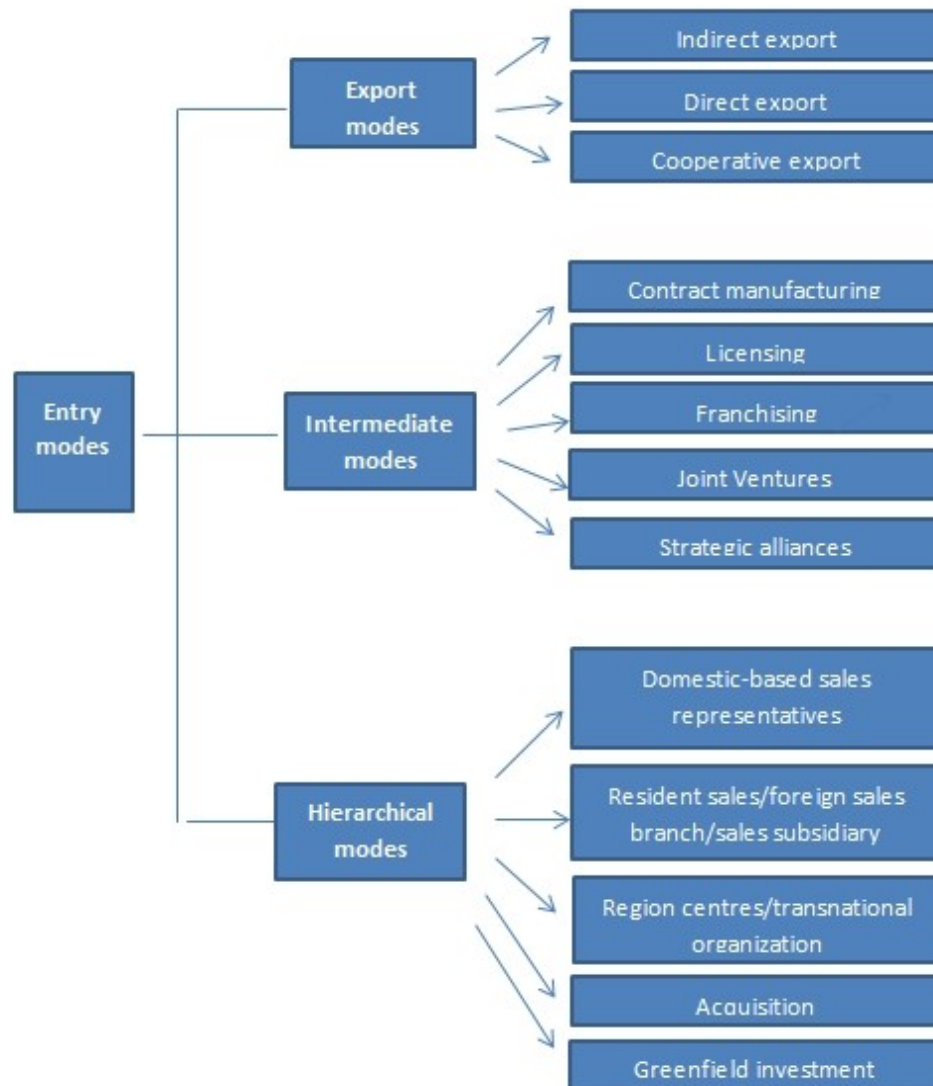 Indirect export
Export
modes
Direct export
Cooperative export
Contract manufacturing
Licensing
Entry
modes
Intermediate
modes
Franchising
Joint Ventures
Strategic alliances
Domestic-based sales
representatives
Hierarchical
modes
Resident sales/foreign sales
branch/sales subsidiary
Region centres/transnational
organization
Acquisition
Greenfield investment